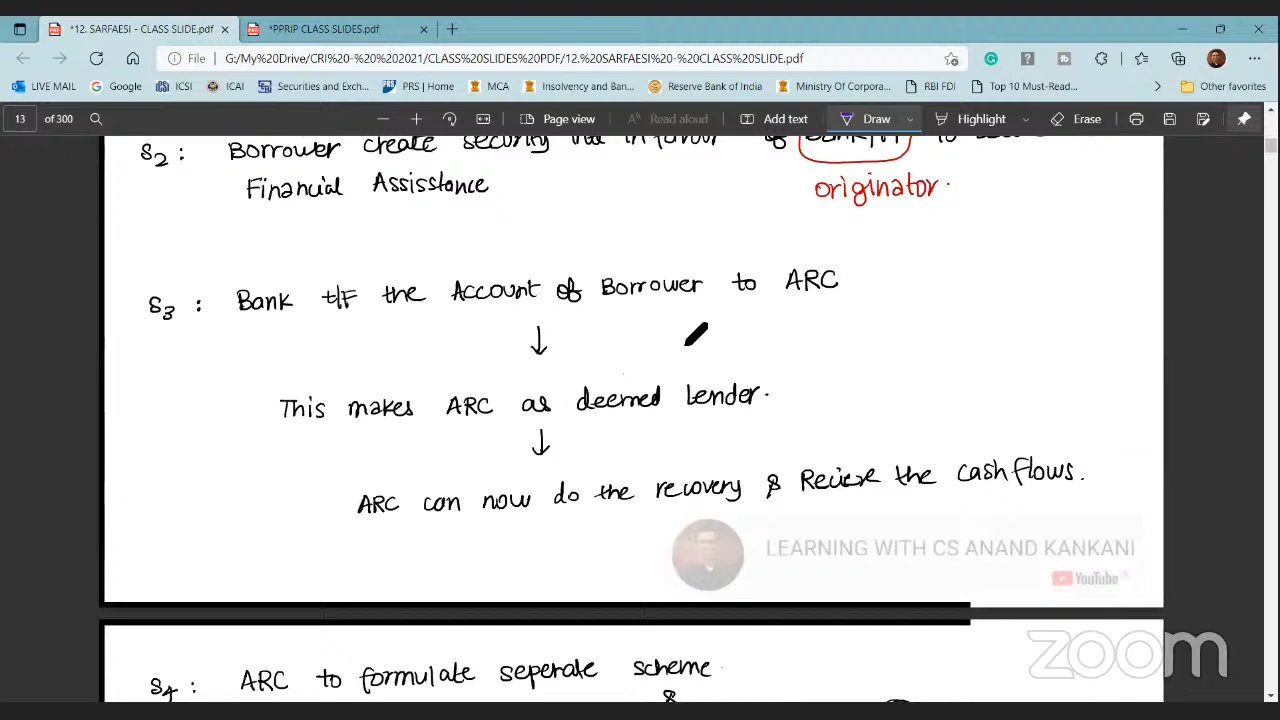 *12. SARFAESI - CLASS SLIDE.pdf
*PPRIP CLASS SLIDES.pdf
File G:/My%20Drive/CRI%20-%20%202021/CLASS%20SLIDES%20PDF/12.%20SARFAESI%20-%20CLASS%20SLIDE.pdf
LIVE MAIL Google ICSI ICAI Securities and Exch... PRS | Home MCA Insolvency and Ban... Reserve Bank of India Ministry Of Corpora... RBI FDI Top 10 Must-Read... Other favorites
13 of 300 Page view Read aloud Add text Draw Highlight Erase
S2 : Borrower create security in favour of to
Financial Assisstance
originator.
S3 : Bank t/F the Account of Borrower to ARC
↓
This makes ARC as deemed lender.
↓
ARC can now do the recovery & Recieve the cashflows.
LEARNING WITH CS ANAND KANKANI
YouTube
zoom
S4 : ARC to formulate seperate scheme
&